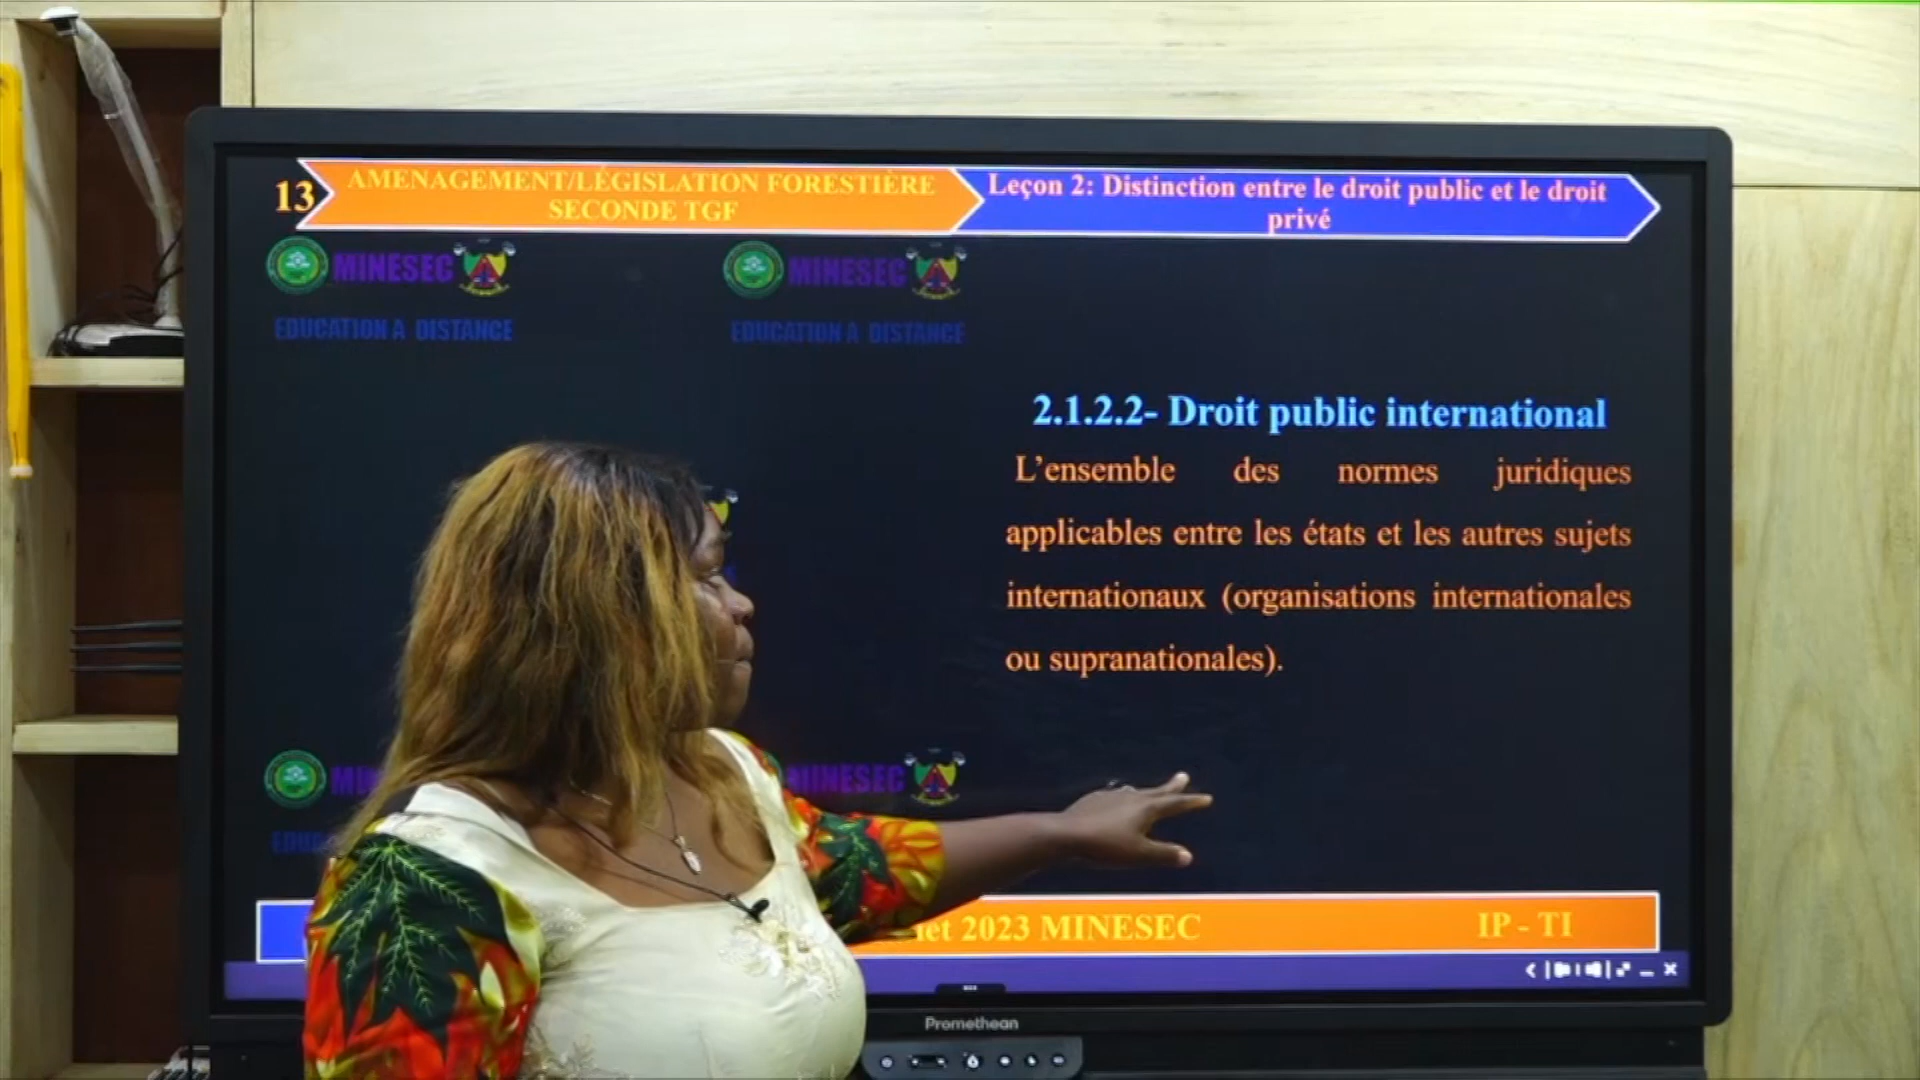 13
AMENAGEMENT/LÉGISLATION FORESTIÈRE
SECONDE TGF
Leçon 2: Distinction entre le droit public et le droit
privé
MINESEC
MINESEC
EDUCATION A DISTANCE
EDUCATION A DISTANCE
2.1.2.2- Droit public international
L’ensemble des normes juridiques
applicables entre les états et les autres sujets
internationaux (organisations internationales
ou supranationales).
MINESEC
2023 MINESEC
IP - TI
Promethean